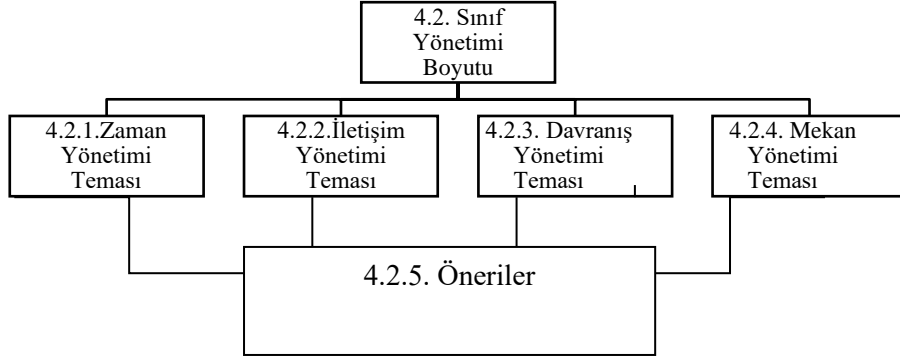 4.2. Sınıf
Yönetimi
Boyutu
4.2.1.Zaman
Yönetimi
Teması
4.2.2.İletişim
Yönetimi
Teması
4.2.3. Davranış
Yönetimi
Teması
4.2.4. Mekan
Yönetimi
Teması
4.2.5. Öneriler